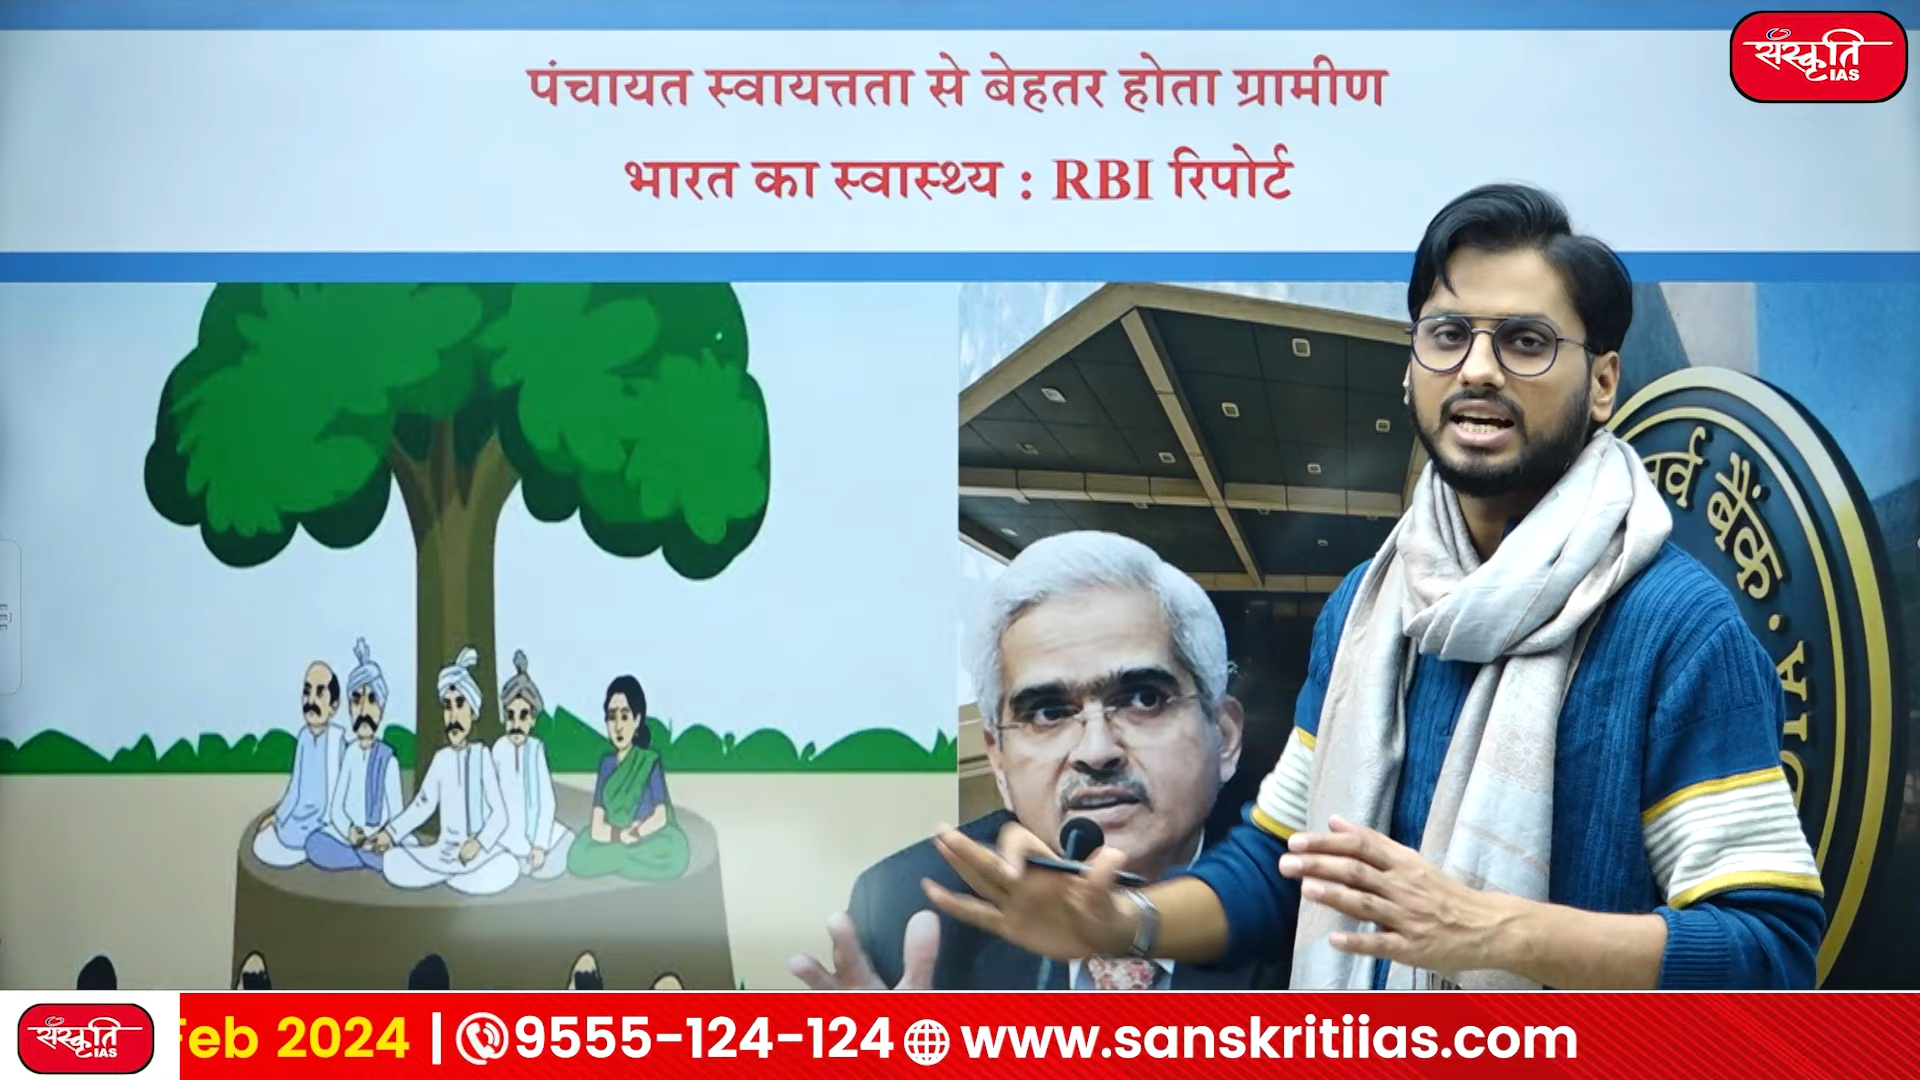 संस्कृति
IAS
पंचायत स्वायत्तता से बेहतर होता ग्रामीण
भारत का स्वास्थ्य : RBI रिपोर्ट
बैंक
संस्कृति
IAS
Feb 2024 | 9555-124-124 www.sanskritiias.com